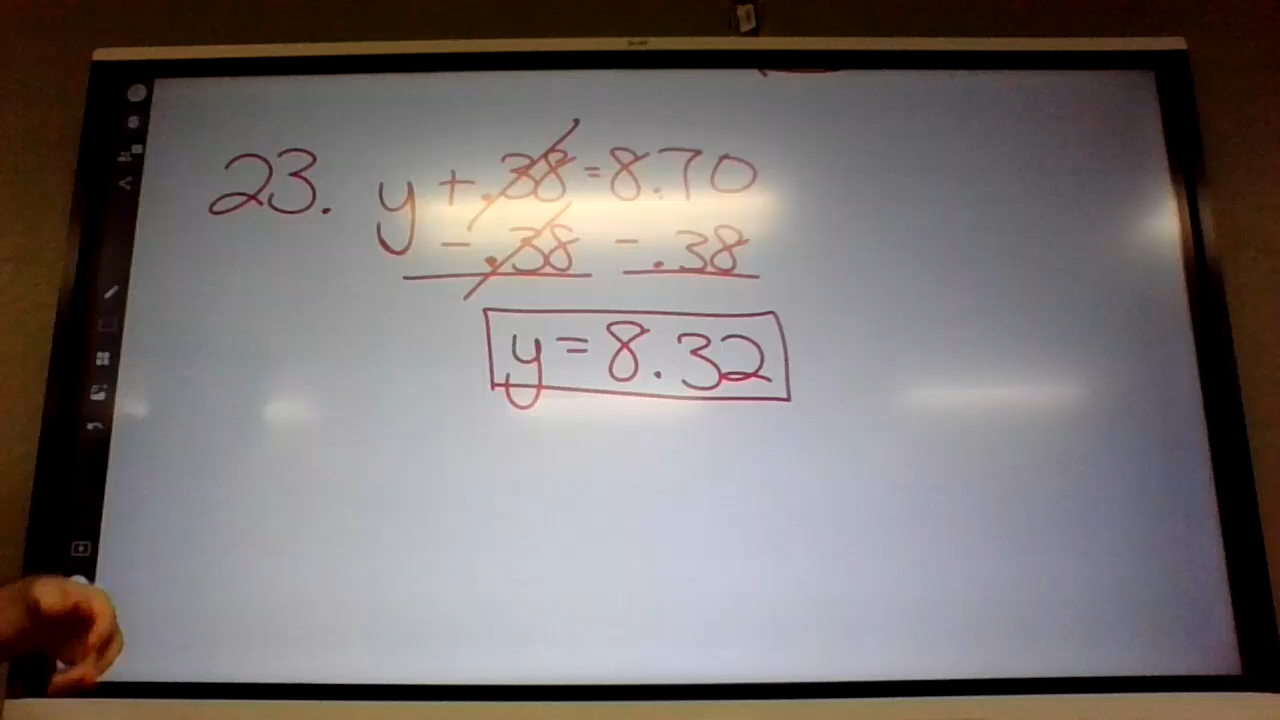 23. y + .38 = 8.70
- .38 - .38
y = 8.32